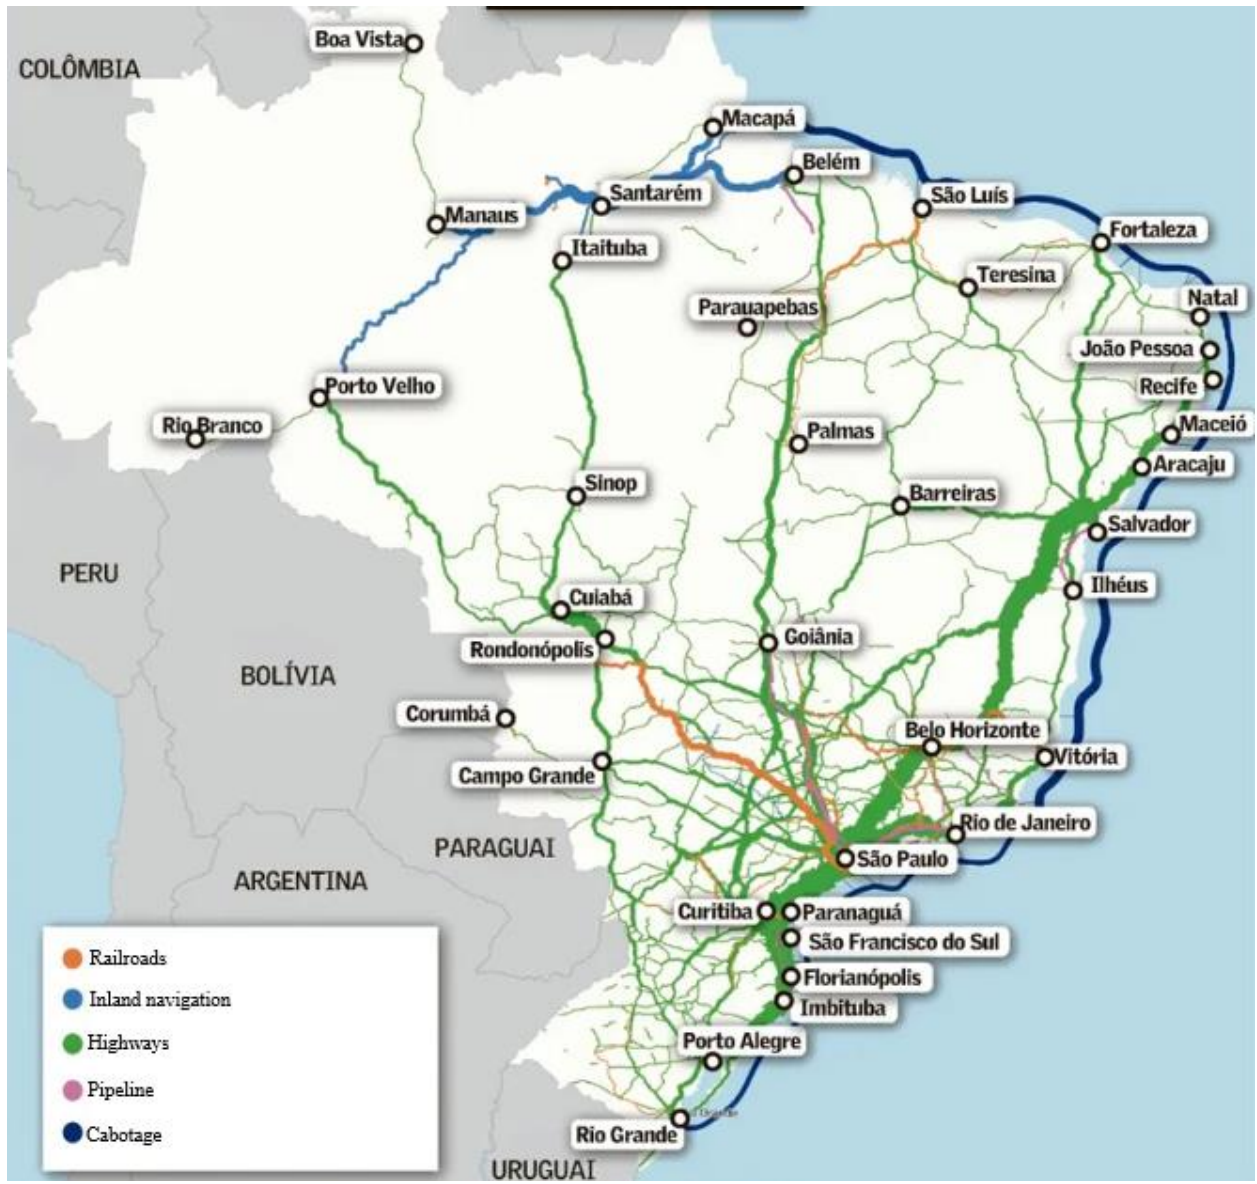 Boa Vista
COLÔMBIA
Macapá
Belém
Santarém
São Luís
Manaus
Fortaleza
Itaituba
Teresina
Parauapebas
Natal
João Pessoa
Porto Velho
Recife
Rio Branco
Palmas
Maceió
Aracaju
Sinop
Barreiras
Salvador
PERU
Ilhéus
Cuiabá
Goiânia
Rondonópolis
BOLÍVIA
Corumbá
Belo Horizonte
Vitória
Campo Grande
Rio de Janeiro
PARAGUAI
São Paulo
ARGENTINA
Curitiba
Paranaguá
São Francisco do Sul
Florianópolis
Imbituba
Porto Alegre
Rio Grande
URUGUAI
Railroads
Inland navigation
Highways
Pipeline
Cabotage